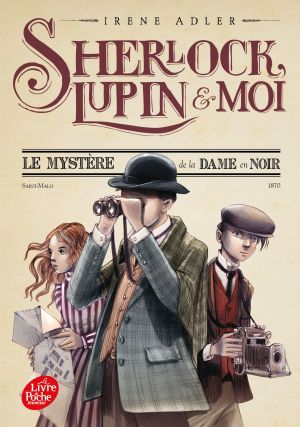 IRENE ADLER
SHERLOCK,
LUPIN & MOI
LE MYSTÈRE de la DAME en NOIR
SAINT-MALO 1870
Le Livre
de Poche
Jeunesse